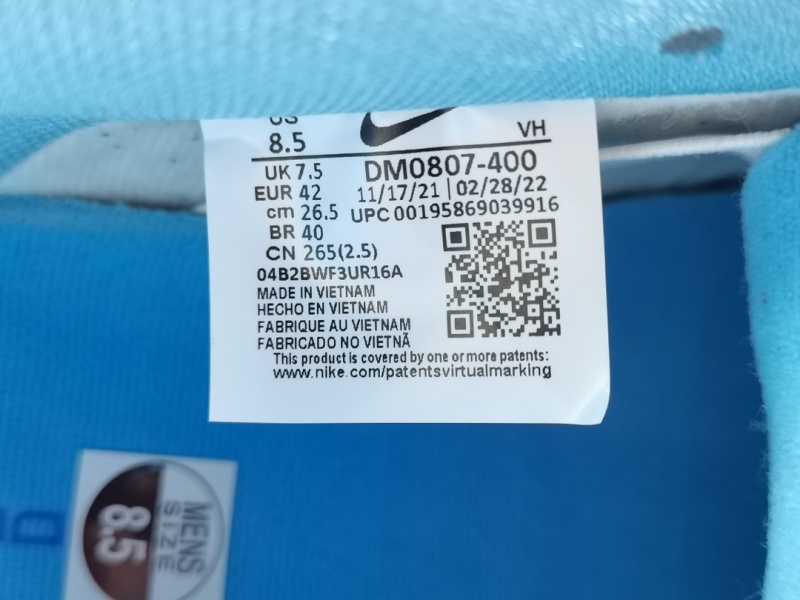 US
8.5
VH
UK 7.5
DM0807-400
EUR 42
11/17/21 | 02/28/22
cm 26.5
UPC 00195869039916
BR 40
CN 265(2.5)
04B2BWF3UR16A
MADE IN VIETNAM
HECHO EN VIETNAM
FABRIQUE AU VIETNAM
FABRICADO NO VIETNÃ
This product is covered by one or more patents:
www.nike.com/patentsvirtualmarking
MENS
SIZE
8.5